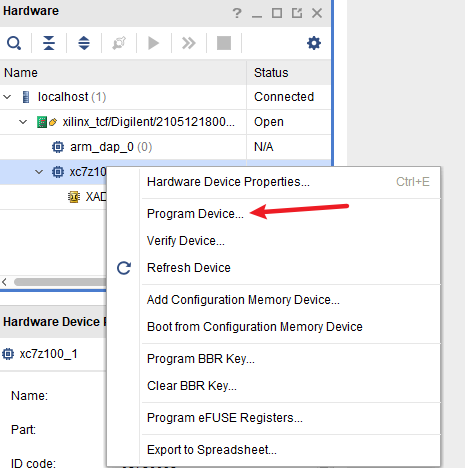 Hardware
Name Status
localhost (1) Connected
xilinx_tcf/Digilent/2105121800... Open
arm_dap_0 (0) N/A
xc7z10
XAD
Hardware Device Properties... Ctrl+E
Program Device...
Verify Device...
Refresh Device
Add Configuration Memory Device...
Boot from Configuration Memory Device
Program BBR Key...
Clear BBR Key...
Program eFUSE Registers...
Export to Spreadsheet...
Hardware Device
xc7z100_1
Name:
Part:
ID code: